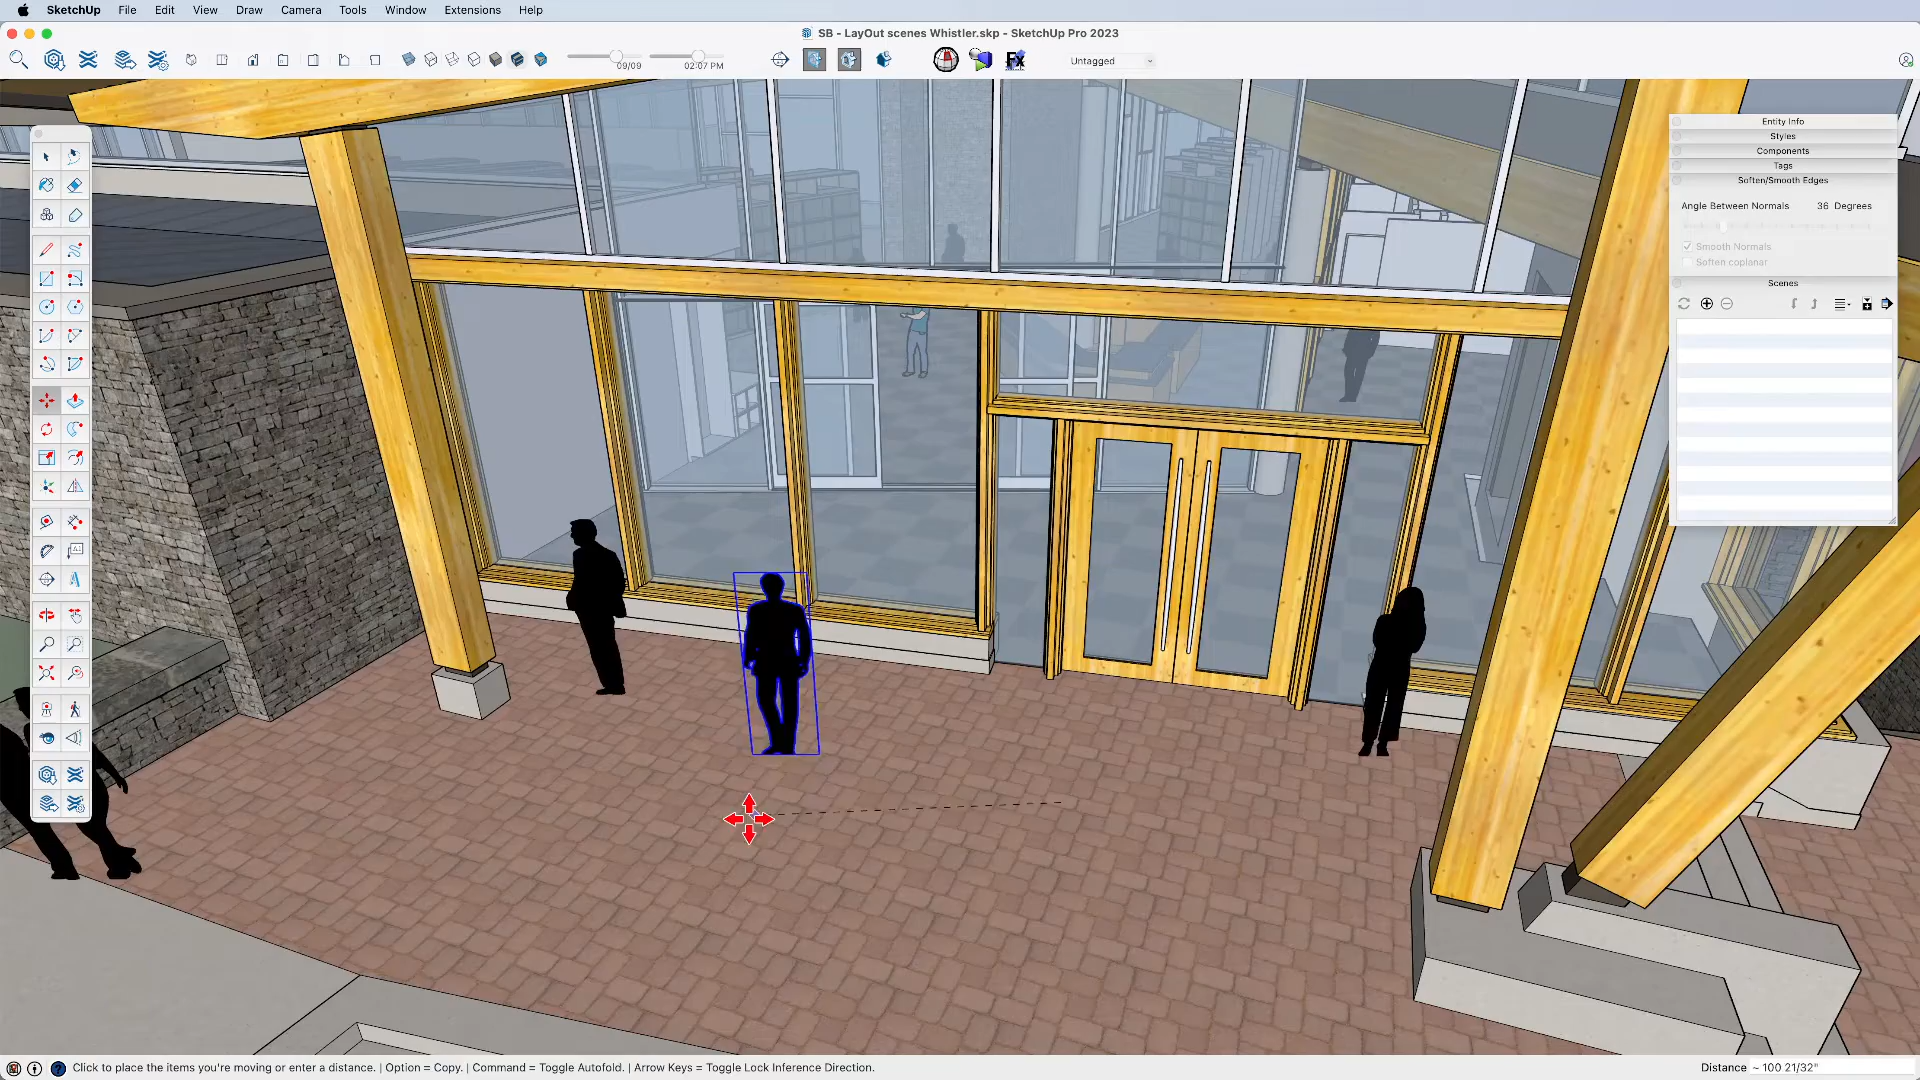 SketchUp File Edit View Draw Camera Tools Window Extensions Help
SB - LayOut scenes Whistler.skp - SketchUp Pro 2023
09/09 02:07 PM Untagged
Entity Info
Styles
Components
Tags
Soften/Smooth Edges
Angle Between Normals 36 Degrees
Smooth Normals
Soften coplanar
Scenes
Click to place the items you're moving or enter a distance. | Option = Copy. | Command = Toggle Autofold. | Arrow Keys = Toggle Lock Inference Direction. Distance ~ 100 21/32"